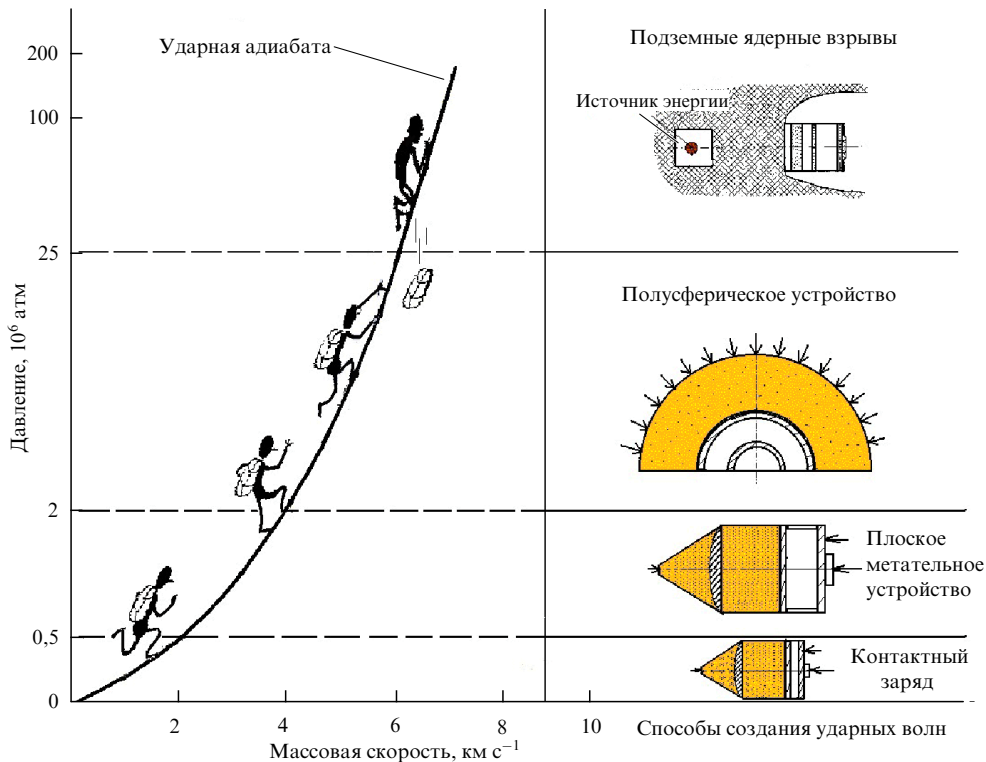 Ударная адиабата
Подземные ядерные взрывы
Источник энергии
200
100
25
2
0,5
0
Давление, 10⁶ атм
Полусферическое устройство
Плоское
метательное
устройство
Контактный
заряд
2
4
6
8
10
Массовая скорость, км с⁻¹
Способы создания ударных волн